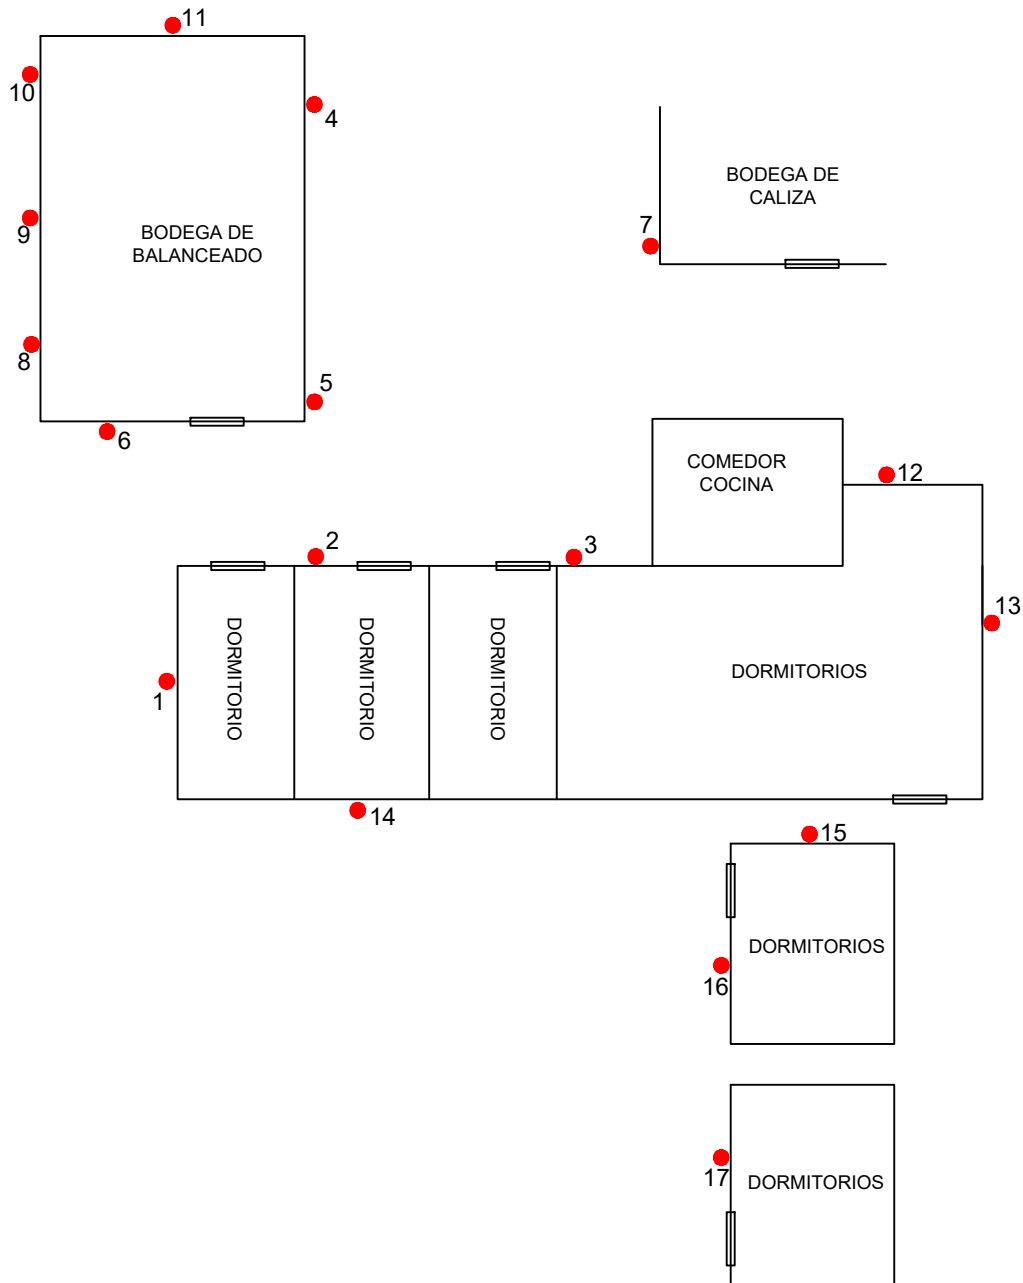 11
10
4
BODEGA DE
CALIZA
9
7
BODEGA DE
BALANCEADO
8
5
6
COMEDOR
COCINA
12
2
3
13
DORMITORIO
DORMITORIO
DORMITORIO
DORMITORIOS
1
14
15
DORMITORIOS
16
17
DORMITORIOS